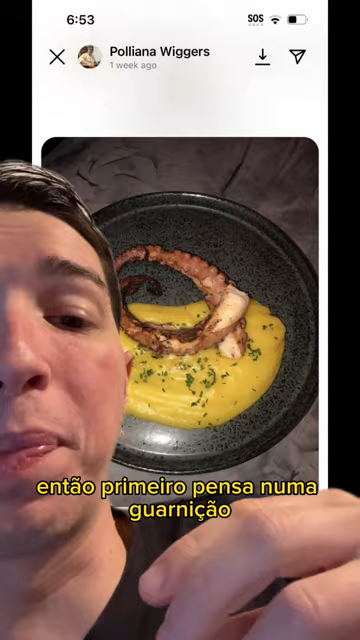 6:53
SOS
Polliana Wiggers
1 week ago
então primeiro pensa numa
guarnição